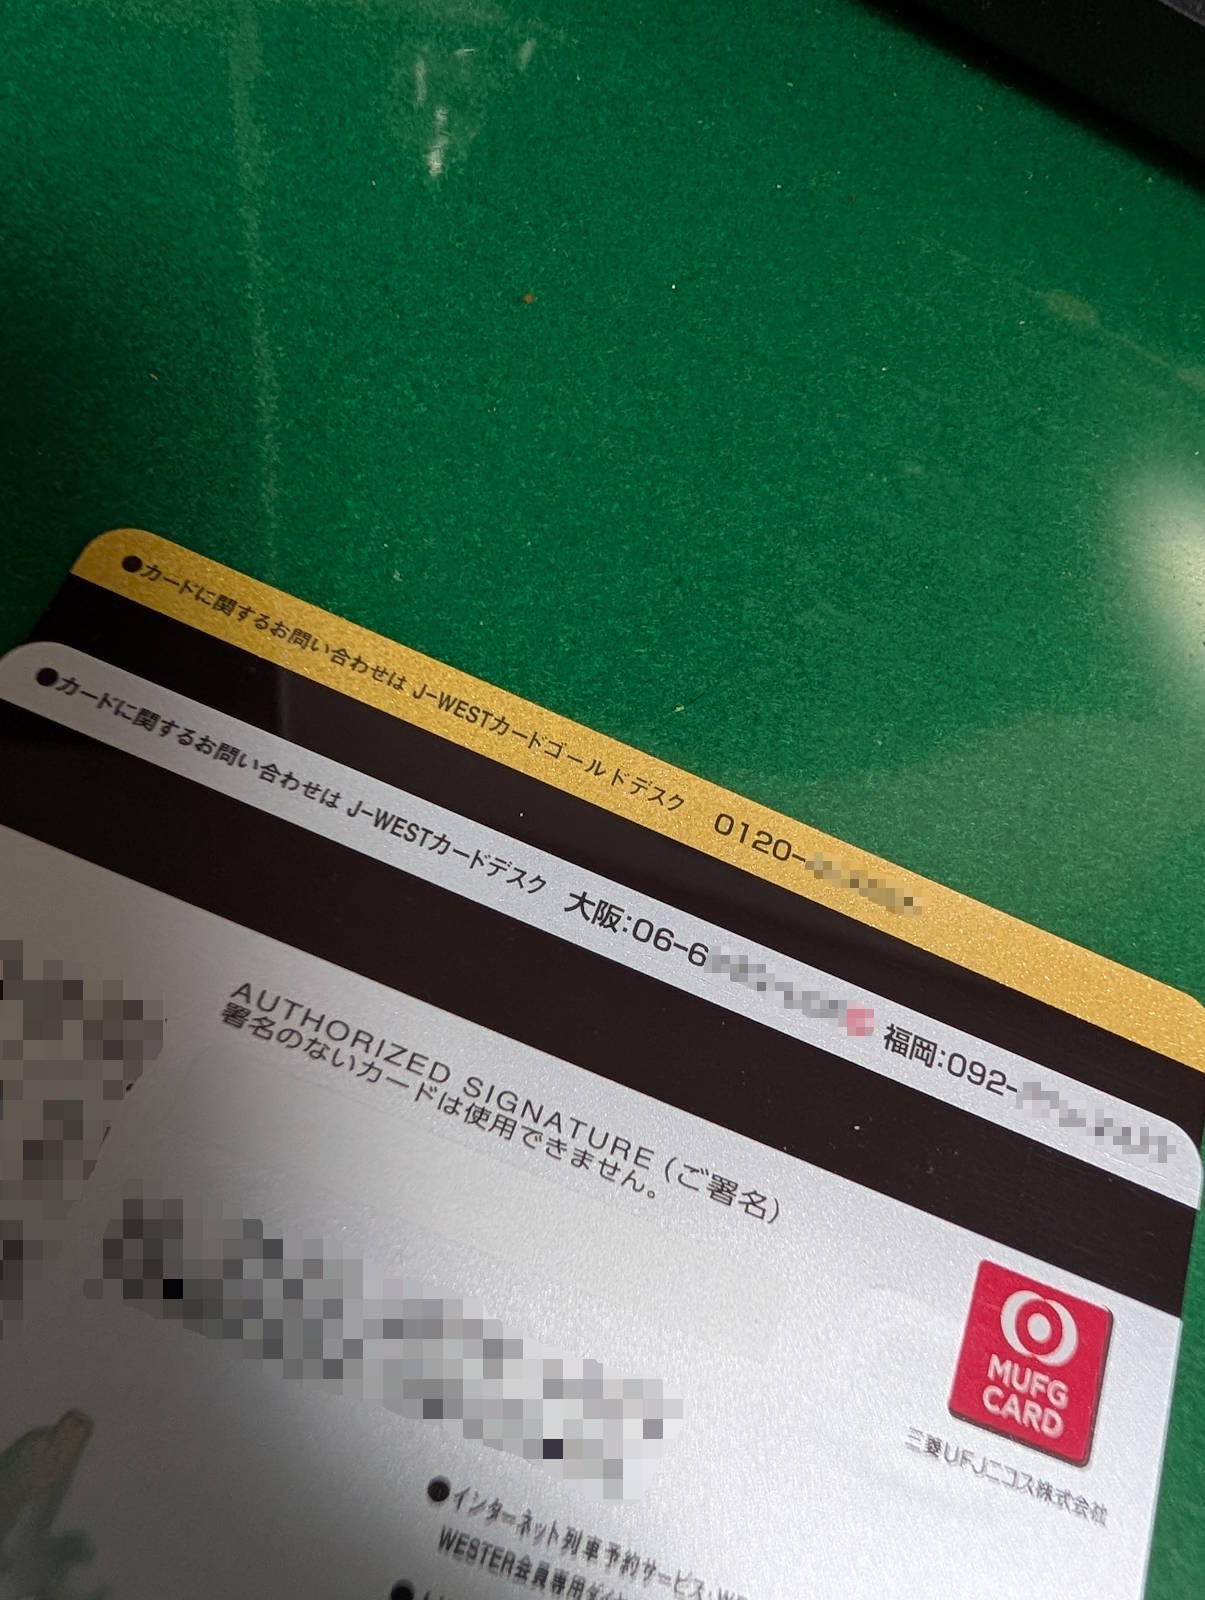 ●カードに関するお問い合わせは J-WESTカードゴールドデスク 0120-
●カードに関するお問い合わせは J-WESTカードデスク 大阪:06-6 福岡:092-
AUTHORIZED SIGNATURE (ご署名)
署名のないカードは使用できません。
MUFG
CARD
三菱UFJニコス株式会社
●インターネット列車予約サービス・WE
WESTER会員専用ダイ